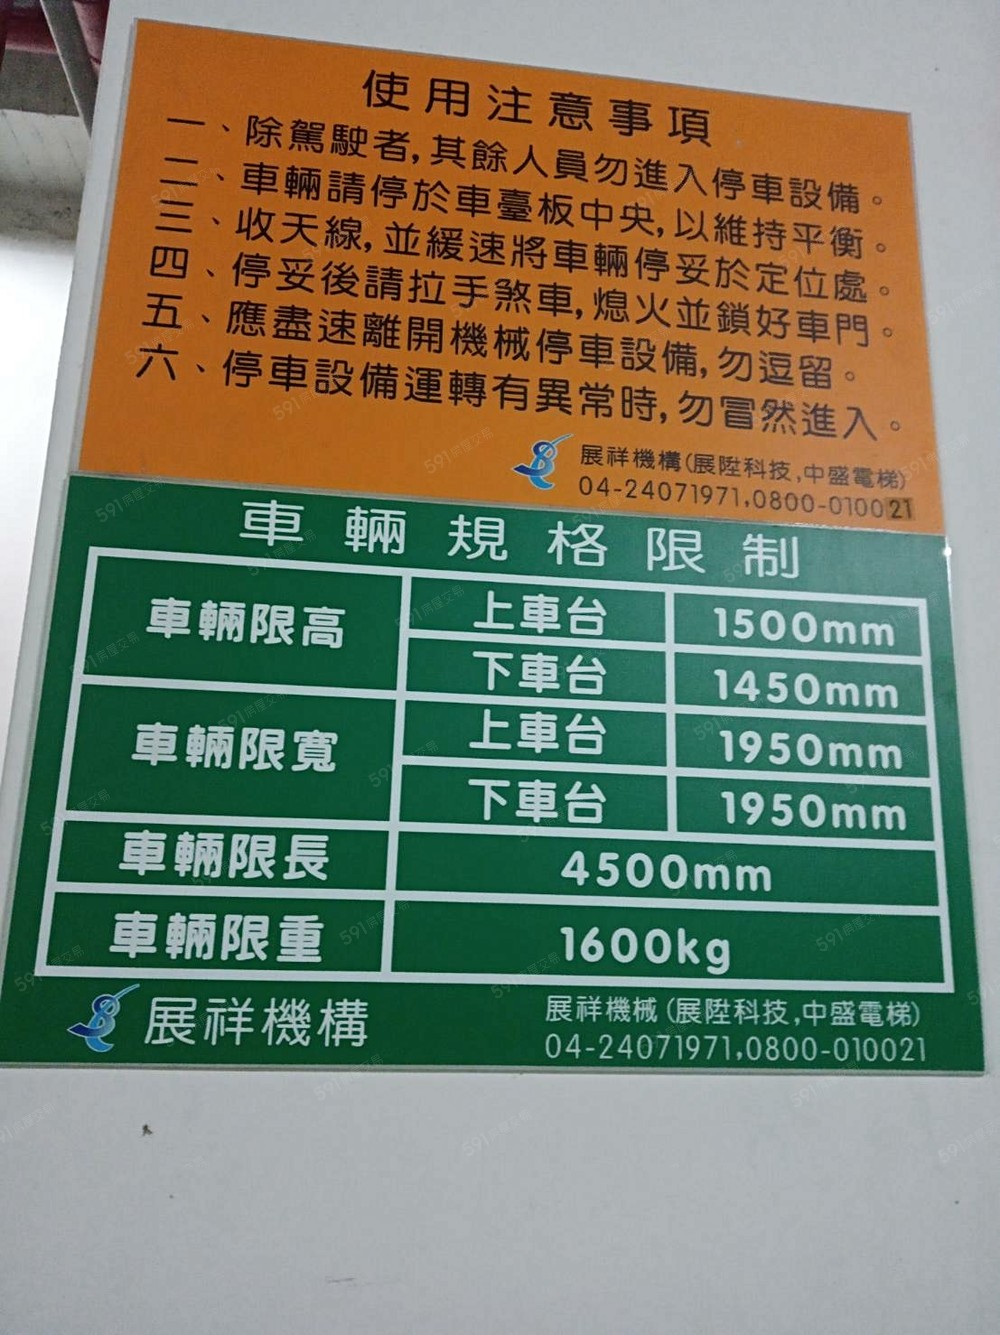 使用注意事項
一、除駕駛者,其餘人員勿進入停車設備。
二、車輛請停於車臺板中央,以維持平衡。
三、收天線,並緩速將車輛停妥於定位處。
四、停妥後請拉手煞車,熄火並鎖好車門。
五、應盡速離開機械停車設備,勿逗留。
六、停車設備運轉有異常時,勿冒然進入。
展祥機構(展陞科技,中盛電梯)
04-24071971,0800-010021
車輛規格限制
車輛限高 上車台 1500mm
下車台 1450mm
車輛限寬 上車台 1950mm
下車台 1950mm
車輛限長 4500mm
車輛限重 1600kg
展祥機構
展祥機械(展陞科技,中盛電梯)
04-24071971,0800-010021
591房屋交易